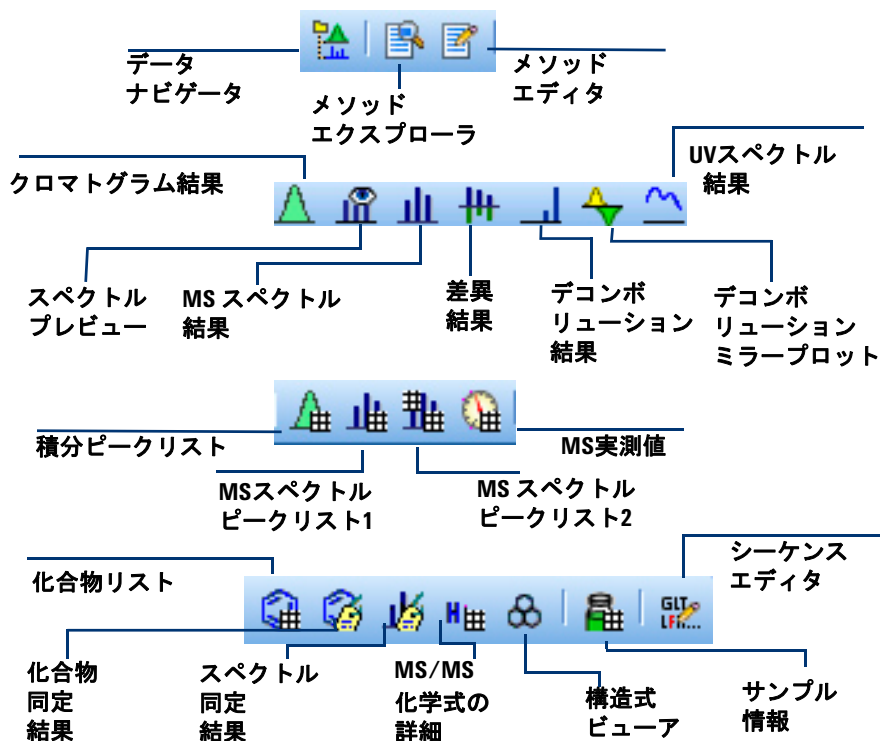 データ
ナビゲータ
メソッド
エクスプローラ
メソッド
エディタ
クロマトグラム結果
UVスペクトル
結果
スペクトル
プレビュー
MS スペクトル
結果
差異
結果
デコンボ
リューション
結果
デコンボ
リューション
ミラープロット
積分ピークリスト
MS実測値
MSスペクトル
ピークリスト1
MS スペクトル
ピークリスト2
化合物リスト
シーケンス
エディタ
H
GLT
LF
化合物
同定
結果
スペクトル
同定
結果
MS/MS
化学式の
詳細
構造式
ビューア
サンプル
情報